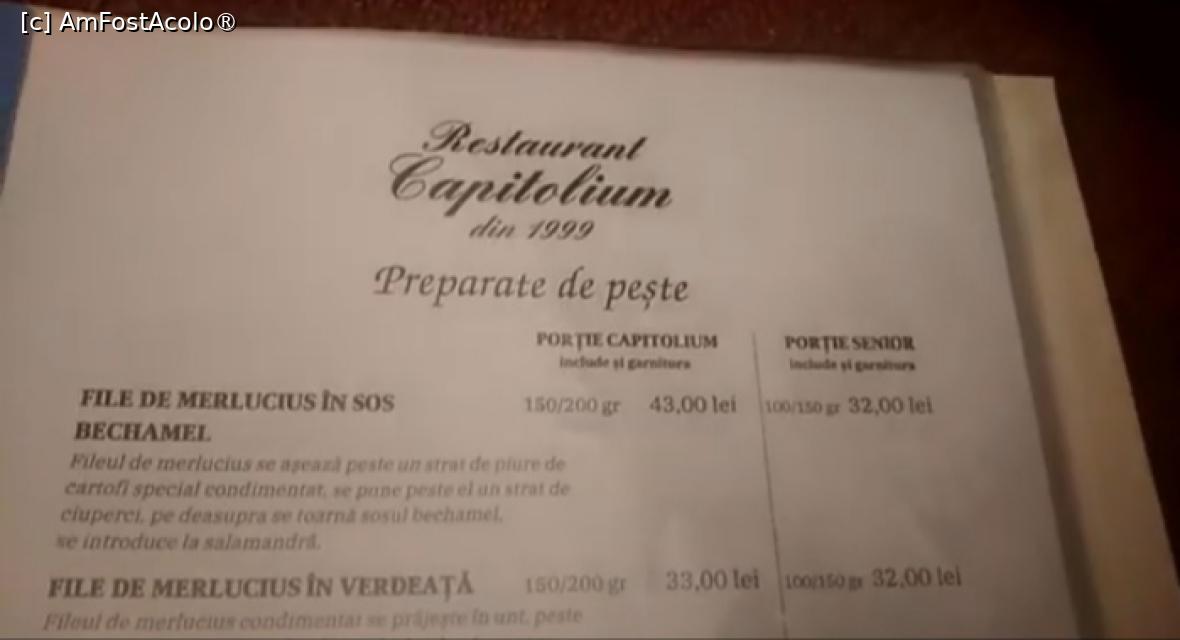 [c] AmFostAcolo®
Restaurant
Capitolium
din 1999
Preparate de pește
PORȚIE CAPITOLIUM PORȚIE SENIOR
include și garnitura include și garnitura
FILE DE MERLUCIUS ÎN SOS 150/200 gr 43,00 lei 100/150 gr 32,00 lei
BECHAMEL
Fileul de merlucius se așează peste un strat de piure de
cartofi special condimentat, se pune peste el un strat de
ciuperci, pe deasupra se toarnă sosul bechamel,
se introduce la salamandră.
FILE DE MERLUCIUS ÎN VERDEAȚĂ 150/200 gr 33,00 lei 100/150 gr 32,00 lei
Fileul de merlucius condimentat se prăjește în unt, peste